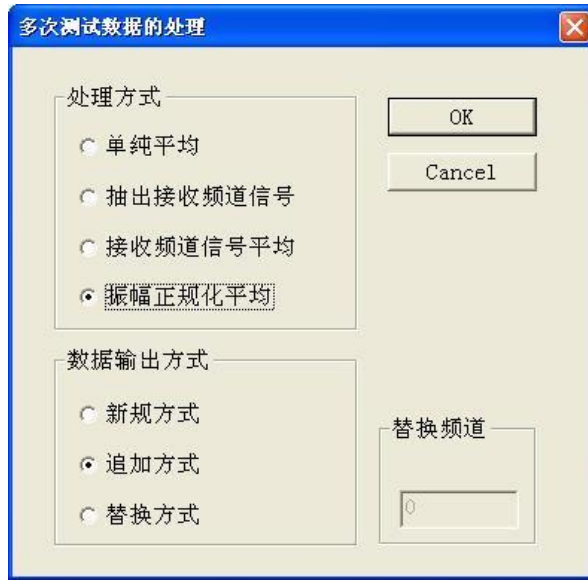 多次测试数据的处理
处理方式
单纯平均
抽出接收频道信号
接收频道信号平均
振幅正规化平均
OK
Cancel
数据输出方式
新规方式
追加方式
替换方式
替换频道
0